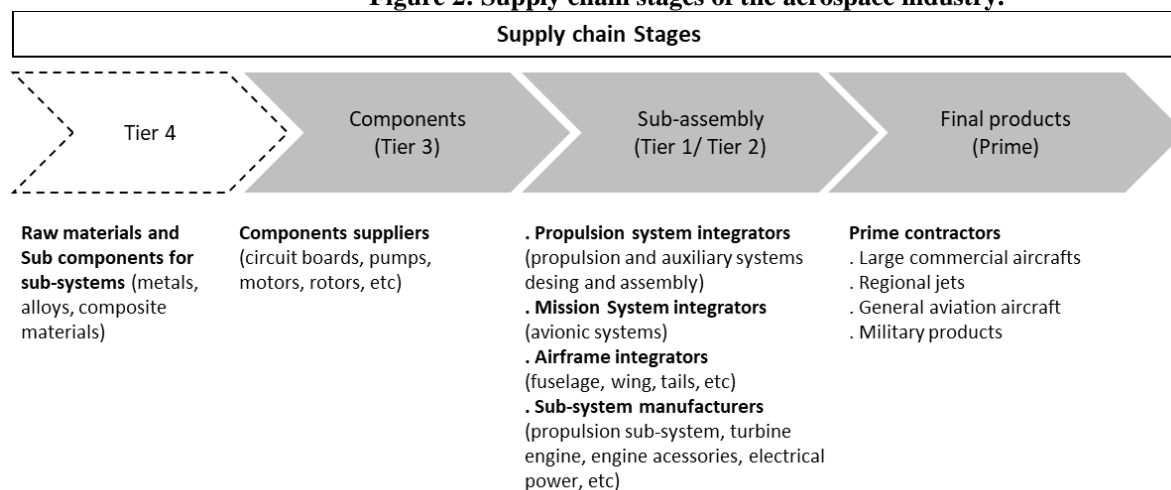 Figure 2. Supply chain stages of the aerospace industry.
Supply chain Stages
Tier 4
Components
(Tier 3)
Sub-assembly
(Tier 1/ Tier 2)
Final products
(Prime)
Raw materials and
Sub components for
sub-systems (metals,
alloys, composite
materials)
Components suppliers
(circuit boards, pumps,
motors, rotors, etc)
. Propulsion system integrators
(propulsion and auxiliary systems
desing and assembly)
. Mission System integrators
(avionic systems)
. Airframe integrators
(fuselage, wing, tails, etc)
. Sub-system manufacturers
(propulsion sub-system, turbine
engine, engine acessories, electrical
power, etc)
Prime contractors
. Large commercial aircrafts
. Regional jets
. General aviation aircraft
. Military products